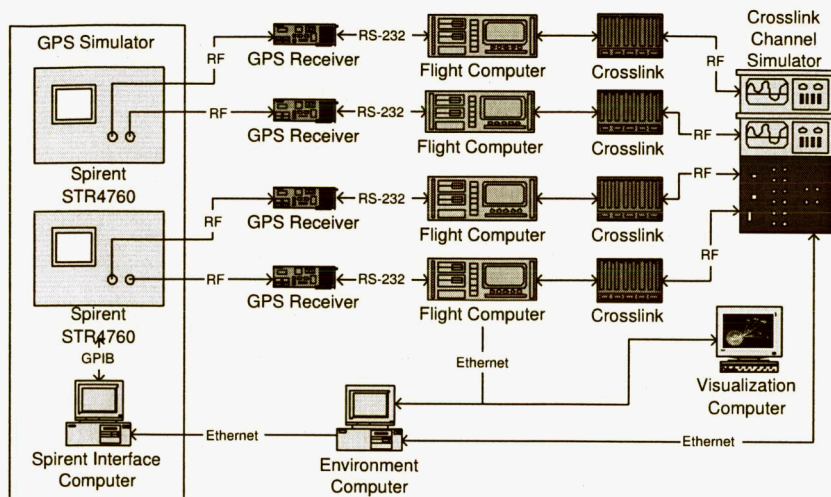 GPS Simulator
Crosslink
Channel
Simulator
RF
GPS Receiver
RS-232
Flight Computer
Crosslink
RF
RF
GPS Receiver
RS-232
Flight Computer
Crosslink
RF
Spirent
STR4760
RF
GPS Receiver
RS-232
Flight Computer
Crosslink
RF
RF
GPS Receiver
RS-232
Flight Computer
Crosslink
RF
Spirent
STR4760
GPIB
Ethernet
Visualization
Computer
Spirent Interface
Computer
Ethernet
Environment
Computer
Ethernet